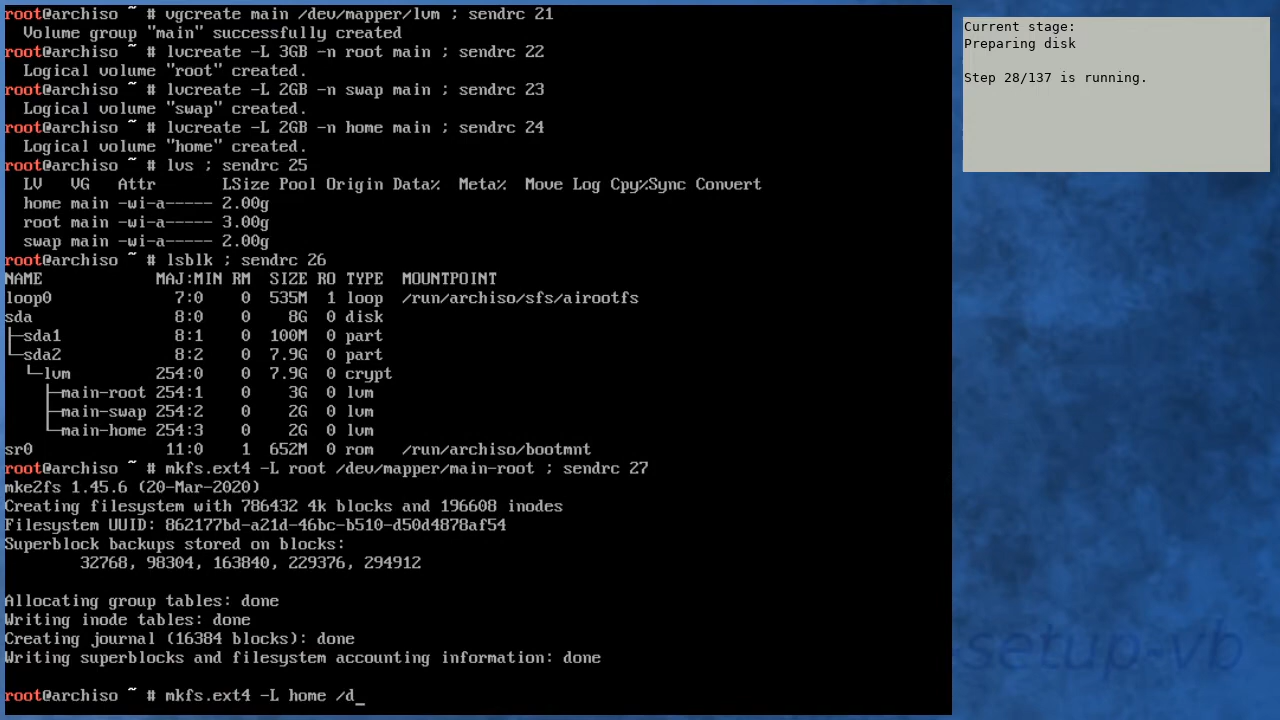 root@archiso ~ # vgcreate main /dev/mapper/lvm ; sendrc 21
  Volume group "main" successfully created
root@archiso ~ # lvcreate -L 3GB -n root main ; sendrc 22
  Logical volume "root" created.
root@archiso ~ # lvcreate -L 2GB -n swap main ; sendrc 23
  Logical volume "swap" created.
root@archiso ~ # lvcreate -L 2GB -n home main ; sendrc 24
  Logical volume "home" created.
root@archiso ~ # lvs ; sendrc 25
  LV   VG   Attr       LSize Pool Origin Data%  Meta%  Move Log Cpy%Sync Convert
  home main -wi-a----- 2.00g
  root main -wi-a----- 3.00g
  swap main -wi-a----- 2.00g
root@archiso ~ # lsblk ; sendrc 26
NAME            MAJ:MIN RM   SIZE RO TYPE  MOUNTPOINT
loop0             7:0    0   535M  1 loop  /run/archiso/sfs/airootfs
sda               8:0    0     8G  0 disk
├─sda1            8:1    0   100M  0 part
└─sda2            8:2    0   7.9G  0 part
  └─lvm         254:0    0   7.9G  0 crypt
    ├─main-root 254:1    0     3G  0 lvm
    ├─main-swap 254:2    0     2G  0 lvm
    └─main-home 254:3    0     2G  0 lvm
sr0              11:0    1   652M  0 rom   /run/archiso/bootmnt
root@archiso ~ # mkfs.ext4 -L root /dev/mapper/main-root ; sendrc 27
mke2fs 1.45.6 (20-Mar-2020)
Creating filesystem with 786432 4k blocks and 196608 inodes
Filesystem UUID: 862177bd-a21d-46bc-b510-d50d4878af54
Superblock backups stored on blocks:
        32768, 98304, 163840, 229376, 294912

Allocating group tables: done
Writing inode tables: done
Creating journal (16384 blocks): done
Writing superblocks and filesystem accounting information: done

root@archiso ~ # mkfs.ext4 -L home /d_
Current stage:
Preparing disk

Step 28/137 is running.
setup-vb